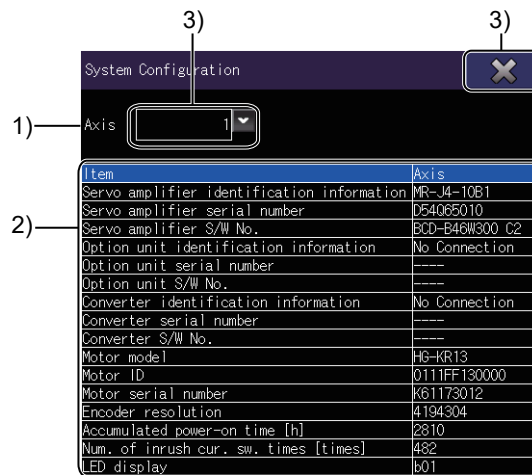 3) 3)
System Configuration
1) Axis 1
2)
Item Axis
Servo amplifier identification information MR-J4-10B1
Servo amplifier serial number D54Q65010
Servo amplifier S/W No. BCD-B46W300 C2
Option unit identification information No Connection
Option unit serial number ----
Option unit S/W No. ----
Converter identification information No Connection
Converter serial number ----
Converter S/W No. ----
Motor model HG-KR13
Motor ID 0111FF130000
Motor serial number K61173012
Encoder resolution 4194304
Accumulated power-on time [h] 2810
Num. of inrush cur. sw. times [times] 482
LED display b01